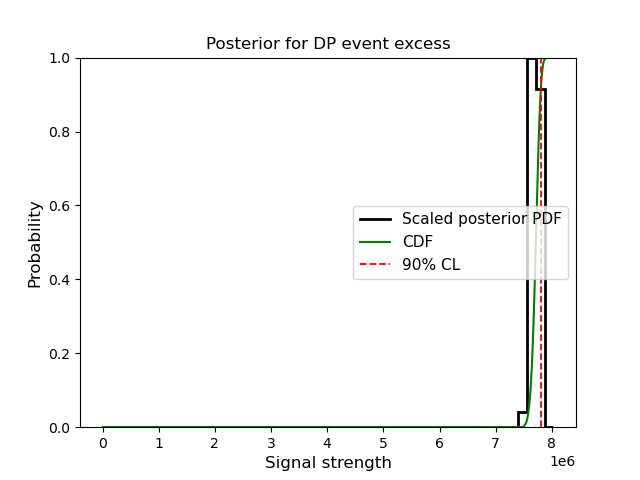 Posterior for DP event excess
1.0
0.8
0.6
0.4
0.2
0.0
Probability
Scaled posterior PDF
CDF
90% CL
0 1 2 3 4 5 6 7 8
1e6
Signal strength